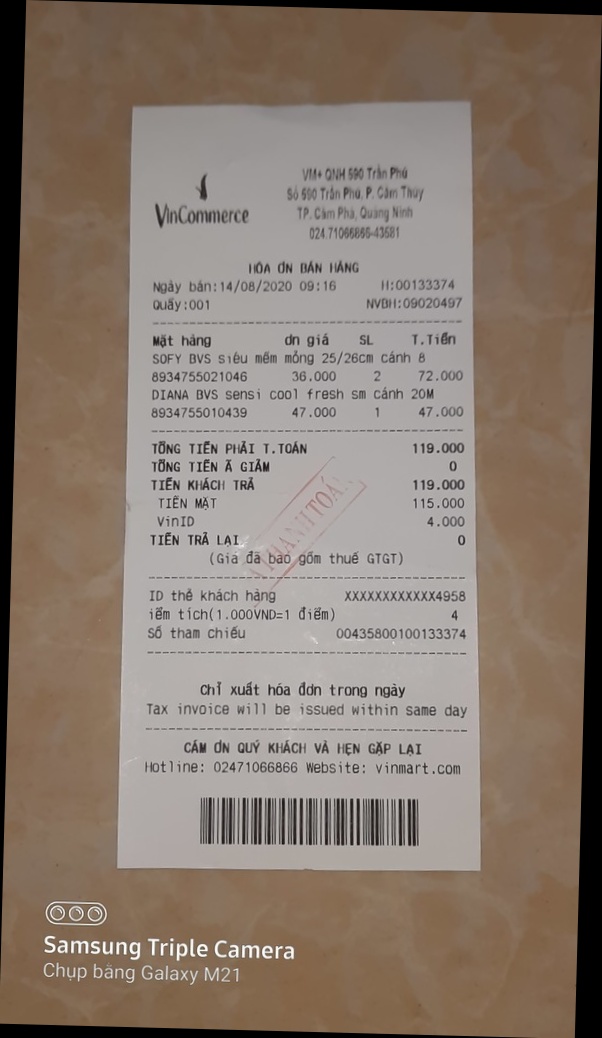 VinCommerce
VM+ QNH 590 Trần Phú
Số 590 Trần Phú, P. Cẩm Thủy
TP. Cẩm Phả, Quảng Ninh
024.71066866-43581
HÓA ƠN BÁN HÀNG
Ngày bán:14/08/2020 09:16 H:00133374
Quầy:001 NVBH:09020497
Mặt hàng ơn giá SL T.Tiền
SOFY BVS siêu mềm mỏng 25/26cm cánh 8
8934755021046 36.000 2 72.000
DIANA BVS sensi cool fresh sm cánh 20M
8934755010439 47.000 1 47.000
TỔNG TIỀN PHẢI T.TOÁN 119.000
TỔNG TIỀN Ã GIẢM 0
TIỀN KHÁCH TRẢ 119.000
TIỀN MẶT 115.000
VinID 4.000
TIỀN TRẢ LẠI 0
(Giá đã bao gồm thuế GTGT)
THANH TOÁN
ID thẻ khách hàng XXXXXXXXXXXX4958
iểm tích(1.000VND=1 điểm) 4
Số tham chiếu 00435800100133374
Chỉ xuất hóa đơn trong ngày
Tax invoice will be issued within same day
CẢM ƠN QUÝ KHÁCH VÀ HẸN GẶP LẠI
Hotline: 02471066866 Website: vinmart.com
Samsung Triple Camera
Chụp bằng Galaxy M21